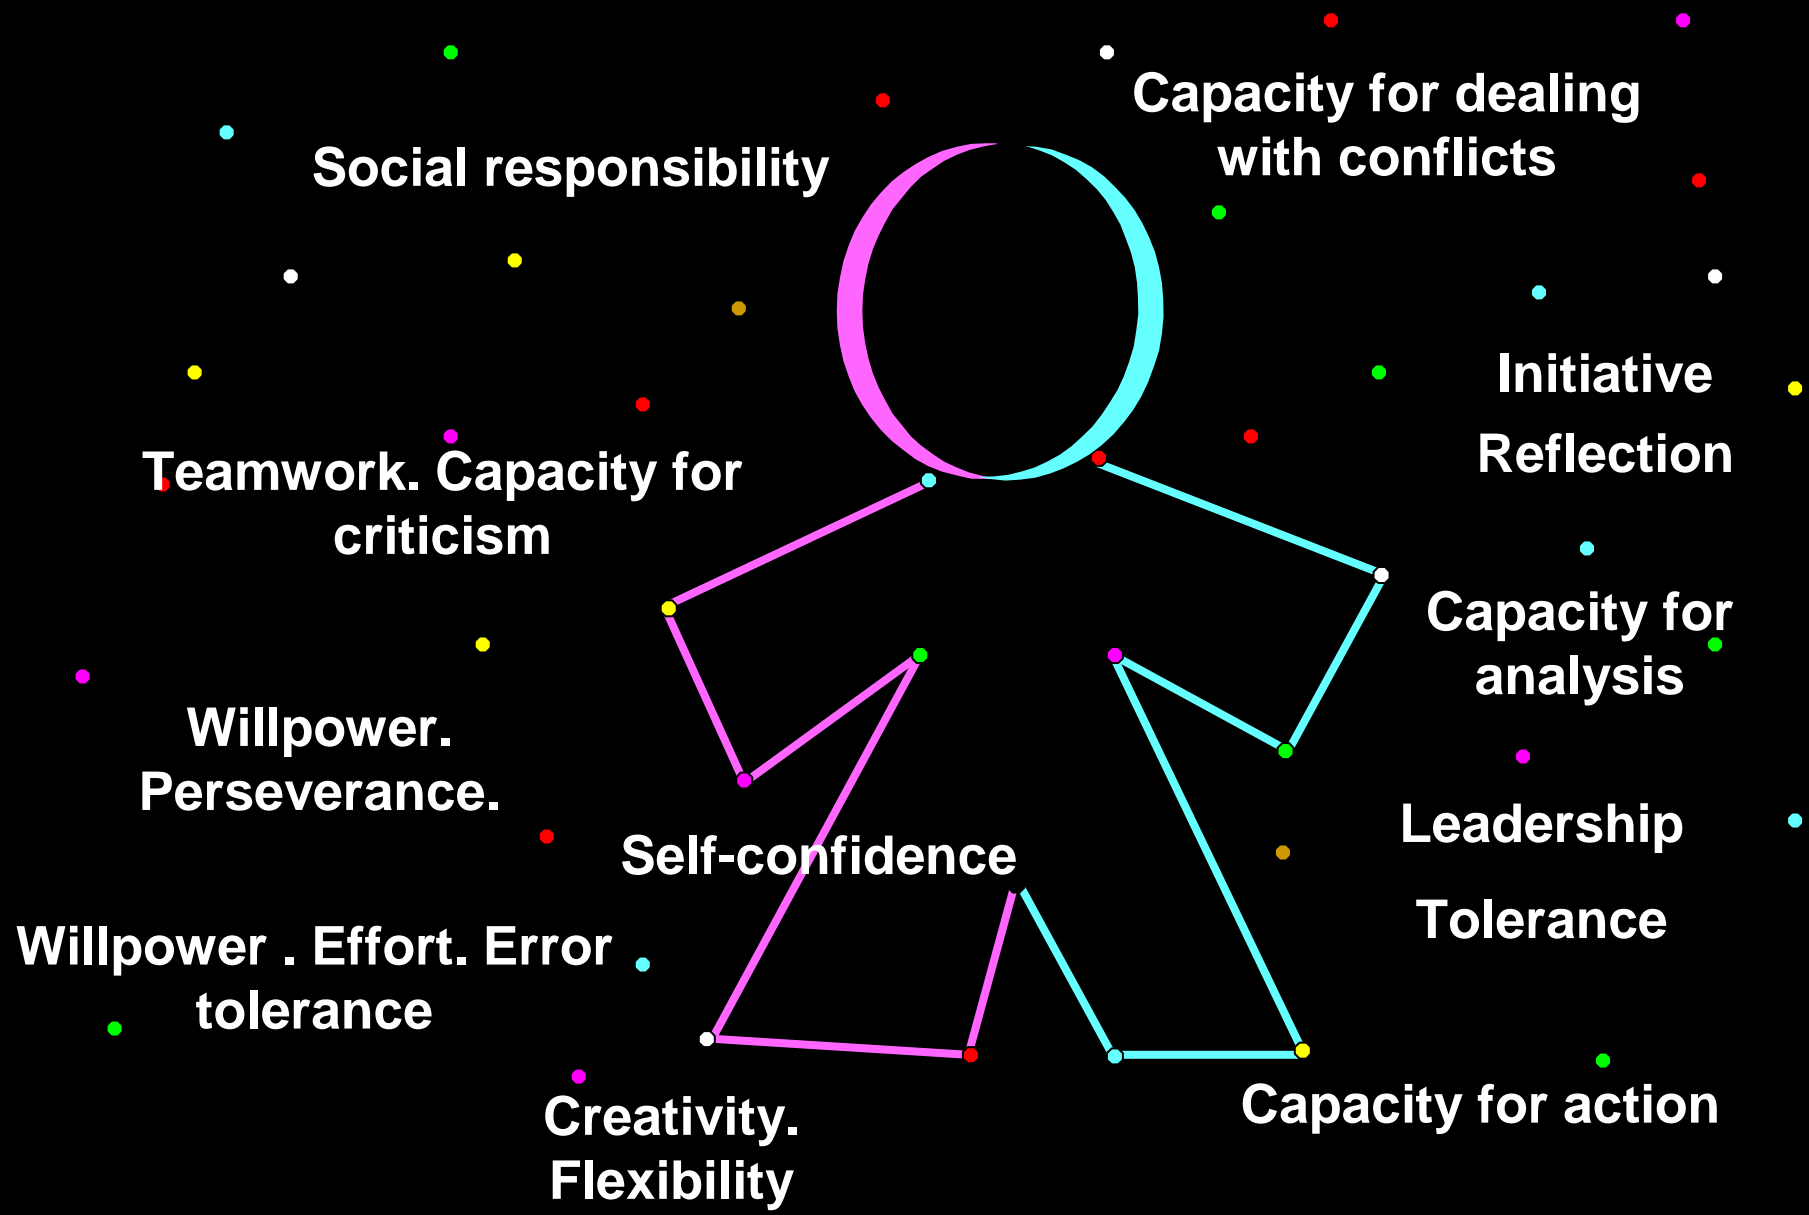 Capacity for dealing
with conflicts
Social responsibility
Initiative
Reflection
Teamwork. Capacity for
criticism
Capacity for
analysis
Willpower.
Perseverance.
Leadership
Self-confidence
Tolerance
Willpower . Effort. Error
tolerance
Capacity for action
Creativity.
Flexibility